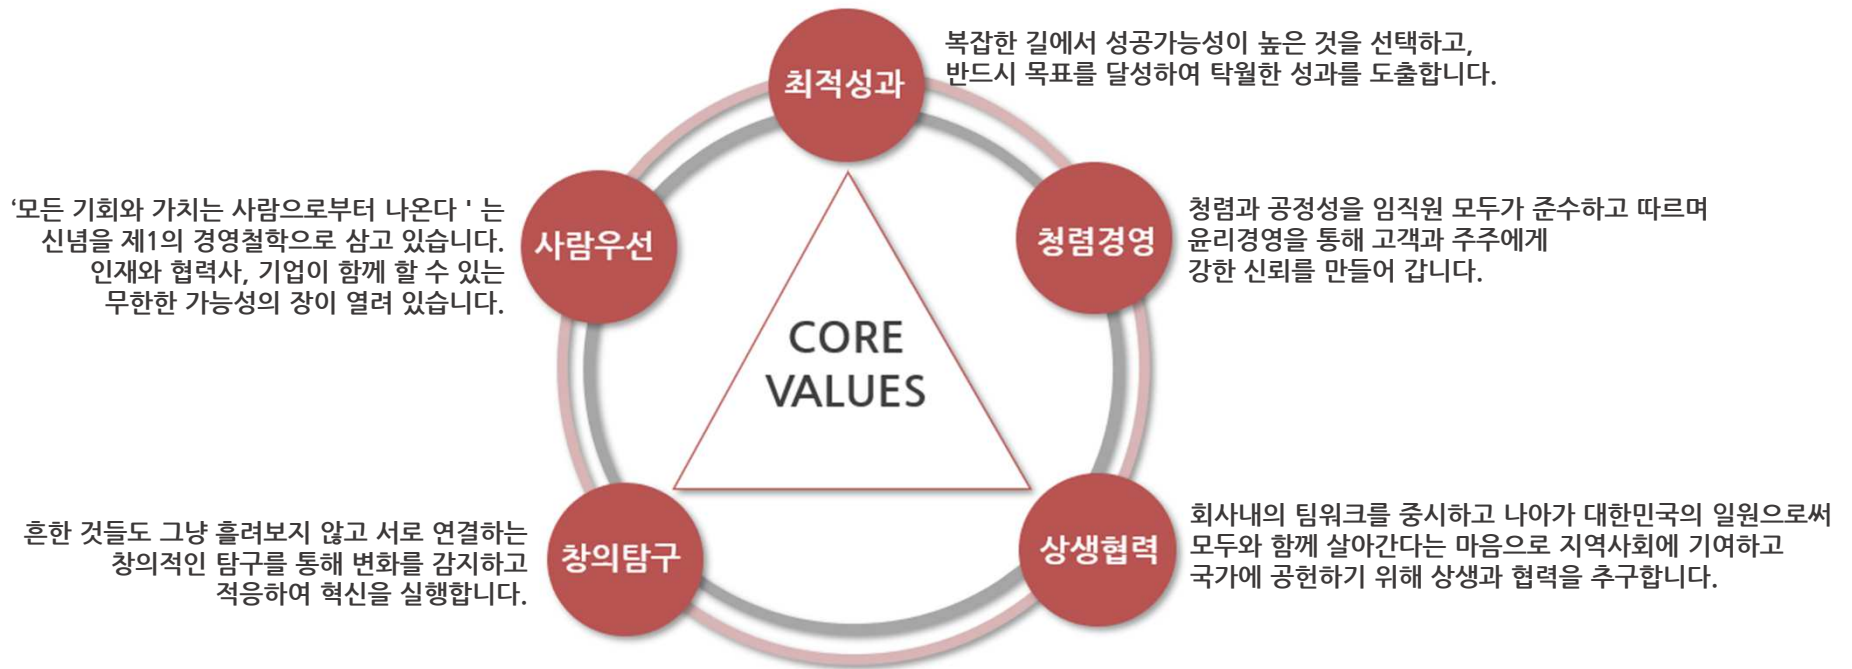 최적성과
복잡한 길에서 성공가능성이 높은 것을 선택하고,
반드시 목표를 달성하여 탁월한 성과를 도출합니다.
사람우선
‘모든 기회와 가치는 사람으로부터 나온다 ' 는
신념을 제1의 경영철학으로 삼고 있습니다.
인재와 협력사, 기업이 함께 할 수 있는
무한한 가능성의 장이 열려 있습니다.
청렴경영
청렴과 공정성을 임직원 모두가 준수하고 따르며
윤리경영을 통해 고객과 주주에게
강한 신뢰를 만들어 갑니다.
CORE
VALUES
창의탐구
흔한 것들도 그냥 흘려보지 않고 서로 연결하는
창의적인 탐구를 통해 변화를 감지하고
적응하여 혁신을 실행합니다.
상생협력
회사내의 팀워크를 중시하고 나아가 대한민국의 일원으로써
모두와 함께 살아간다는 마음으로 지역사회에 기여하고
국가에 공헌하기 위해 상생과 협력을 추구합니다.